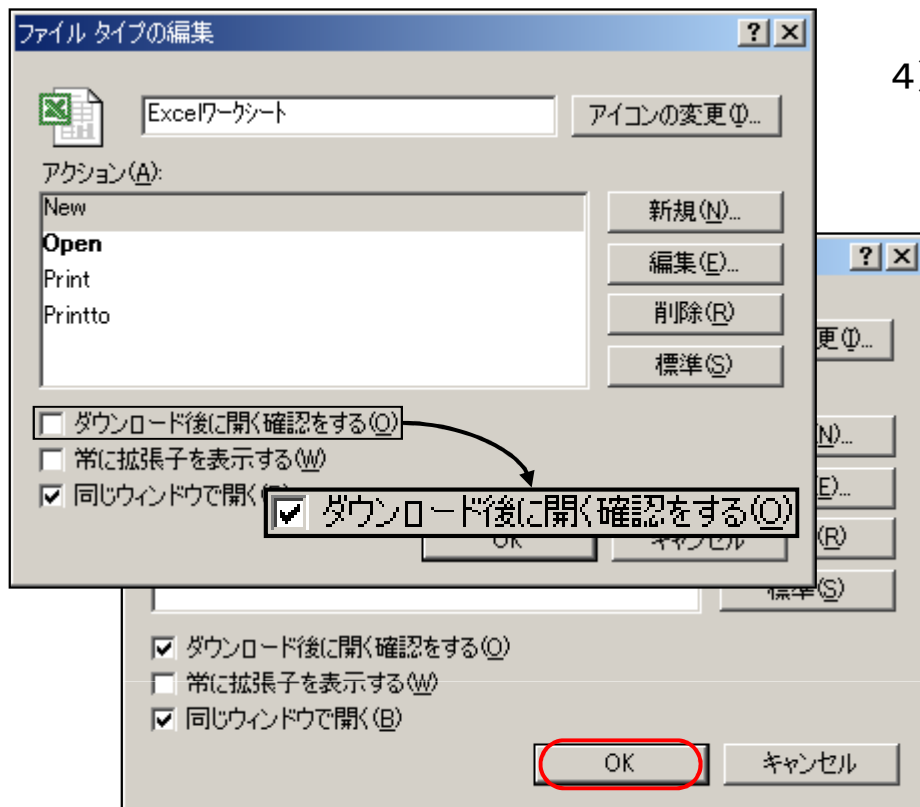 ファイル タイプの編集
4)
Excelワークシート
アイコンの変更(I)...
アクション(A):
New
Open
Print
Printto
新規(N)...
編集(E)...
削除(R)
標準(S)
ダウンロード後に開く確認をする(O)
常に拡張子を表示する(W)
同じウィンドウで開く(
ダウンロード後に開く確認をする(O)
OK
キャンセル
更(I)...
N)...
E)...
(R)
標準(S)
ダウンロード後に開く確認をする(O)
常に拡張子を表示する(W)
同じウィンドウで開く(B)
OK
キャンセル